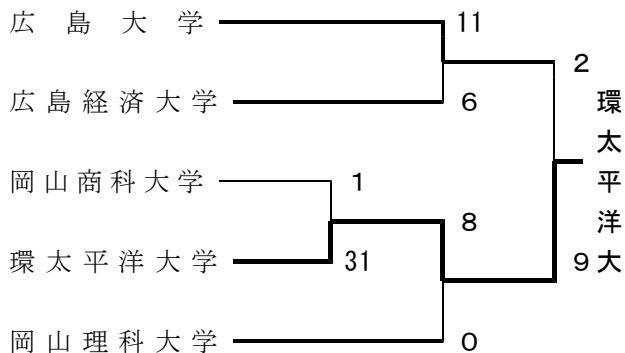 広島大学 11
2
広島経済大学 6
環太平洋大
岡山商科大学 1
8
環太平洋大学 31
9
岡山理科大学 0